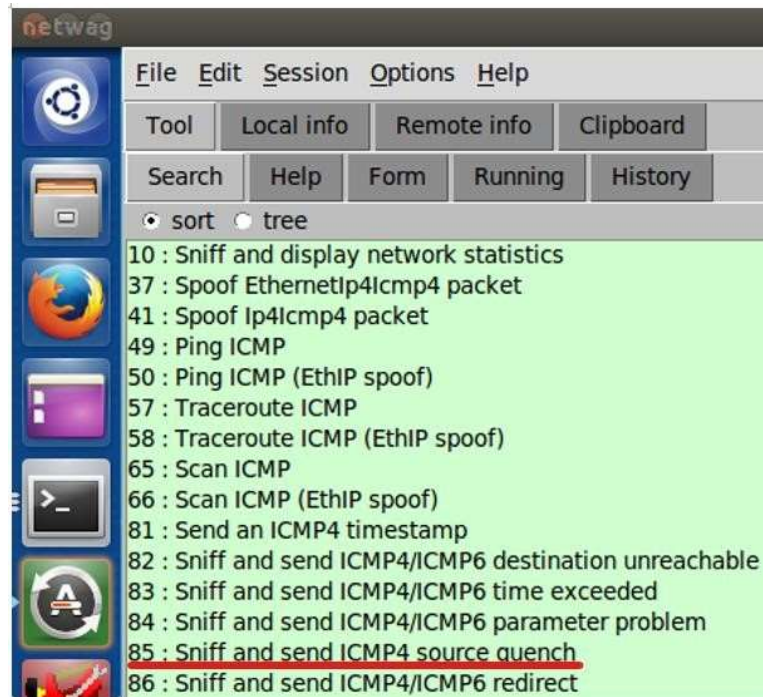 netwag
File Edit Session Options Help
Tool Local info Remote info Clipboard
Search Help Form Running History
sort tree
10 : Sniff and display network statistics
37 : Spoof EthernetIp4Icmp4 packet
41 : Spoof Ip4Icmp4 packet
49 : Ping ICMP
50 : Ping ICMP (EthIP spoof)
57 : Traceroute ICMP
58 : Traceroute ICMP (EthIP spoof)
65 : Scan ICMP
66 : Scan ICMP (EthIP spoof)
81 : Send an ICMP4 timestamp
82 : Sniff and send ICMP4/ICMP6 destination unreachable
83 : Sniff and send ICMP4/ICMP6 time exceeded
84 : Sniff and send ICMP4/ICMP6 parameter problem
85 : Sniff and send ICMP4 source quench
86 : Sniff and send ICMP4/ICMP6 redirect